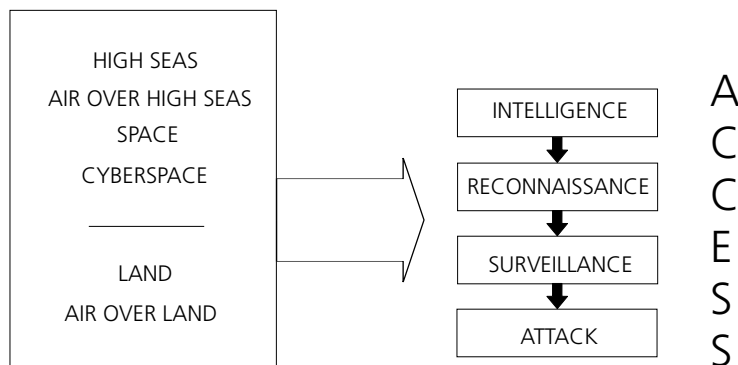 HIGH SEAS
AIR OVER HIGH SEAS
SPACE
CYBERSPACE
LAND
AIR OVER LAND
INTELLIGENCE
RECONNAISSANCE
SURVEILLANCE
ATTACK
A
C
C
E
S
S